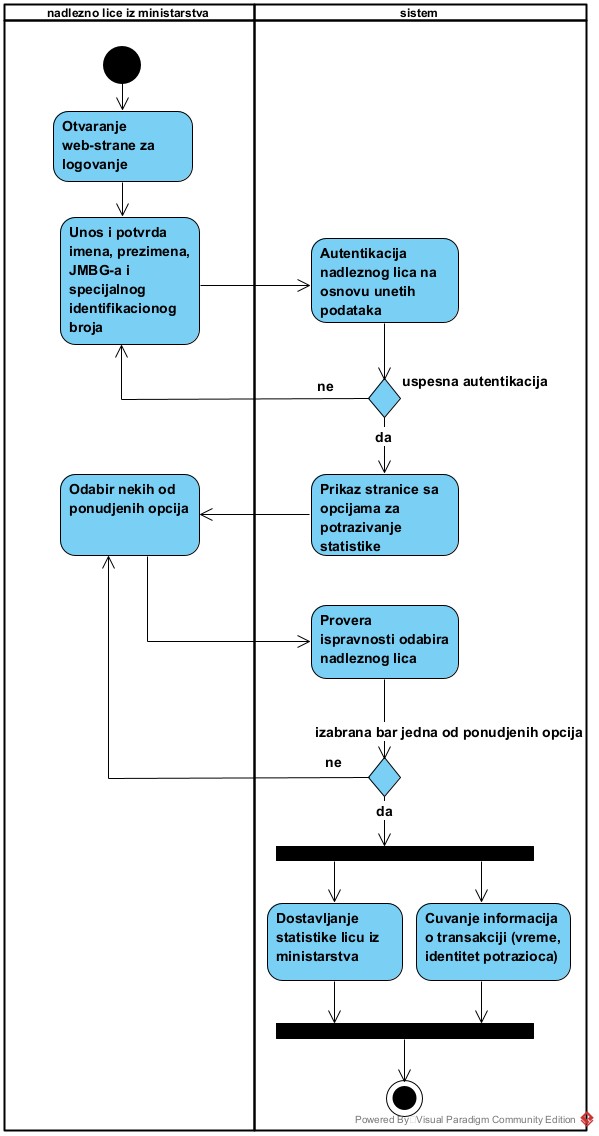 nadlezno lice iz ministarstva
sistem
Otvaranje
web-strane za
logovanje
Unos i potvrda
imena, prezimena,
JMBG-a i
specijalnog
identifikacionog
broja
Autentikacija
nadleznog lica na
osnovu unetih
podataka
ne
uspesna autentikacija
da
Odabir nekih od
ponudjenih opcija
Prikaz stranice sa
opcijama za
potrazivanje
statistike
Provera
ispravnosti odabira
nadleznog lica
izabrana bar jedna od ponudjenih opcija
ne
da
Dostavljanje
statistike licu iz
ministarstva
Cuvanje informacija
o transakciji (vreme,
identitet potrazioca)
Powered By: Visual Paradigm Community Edition